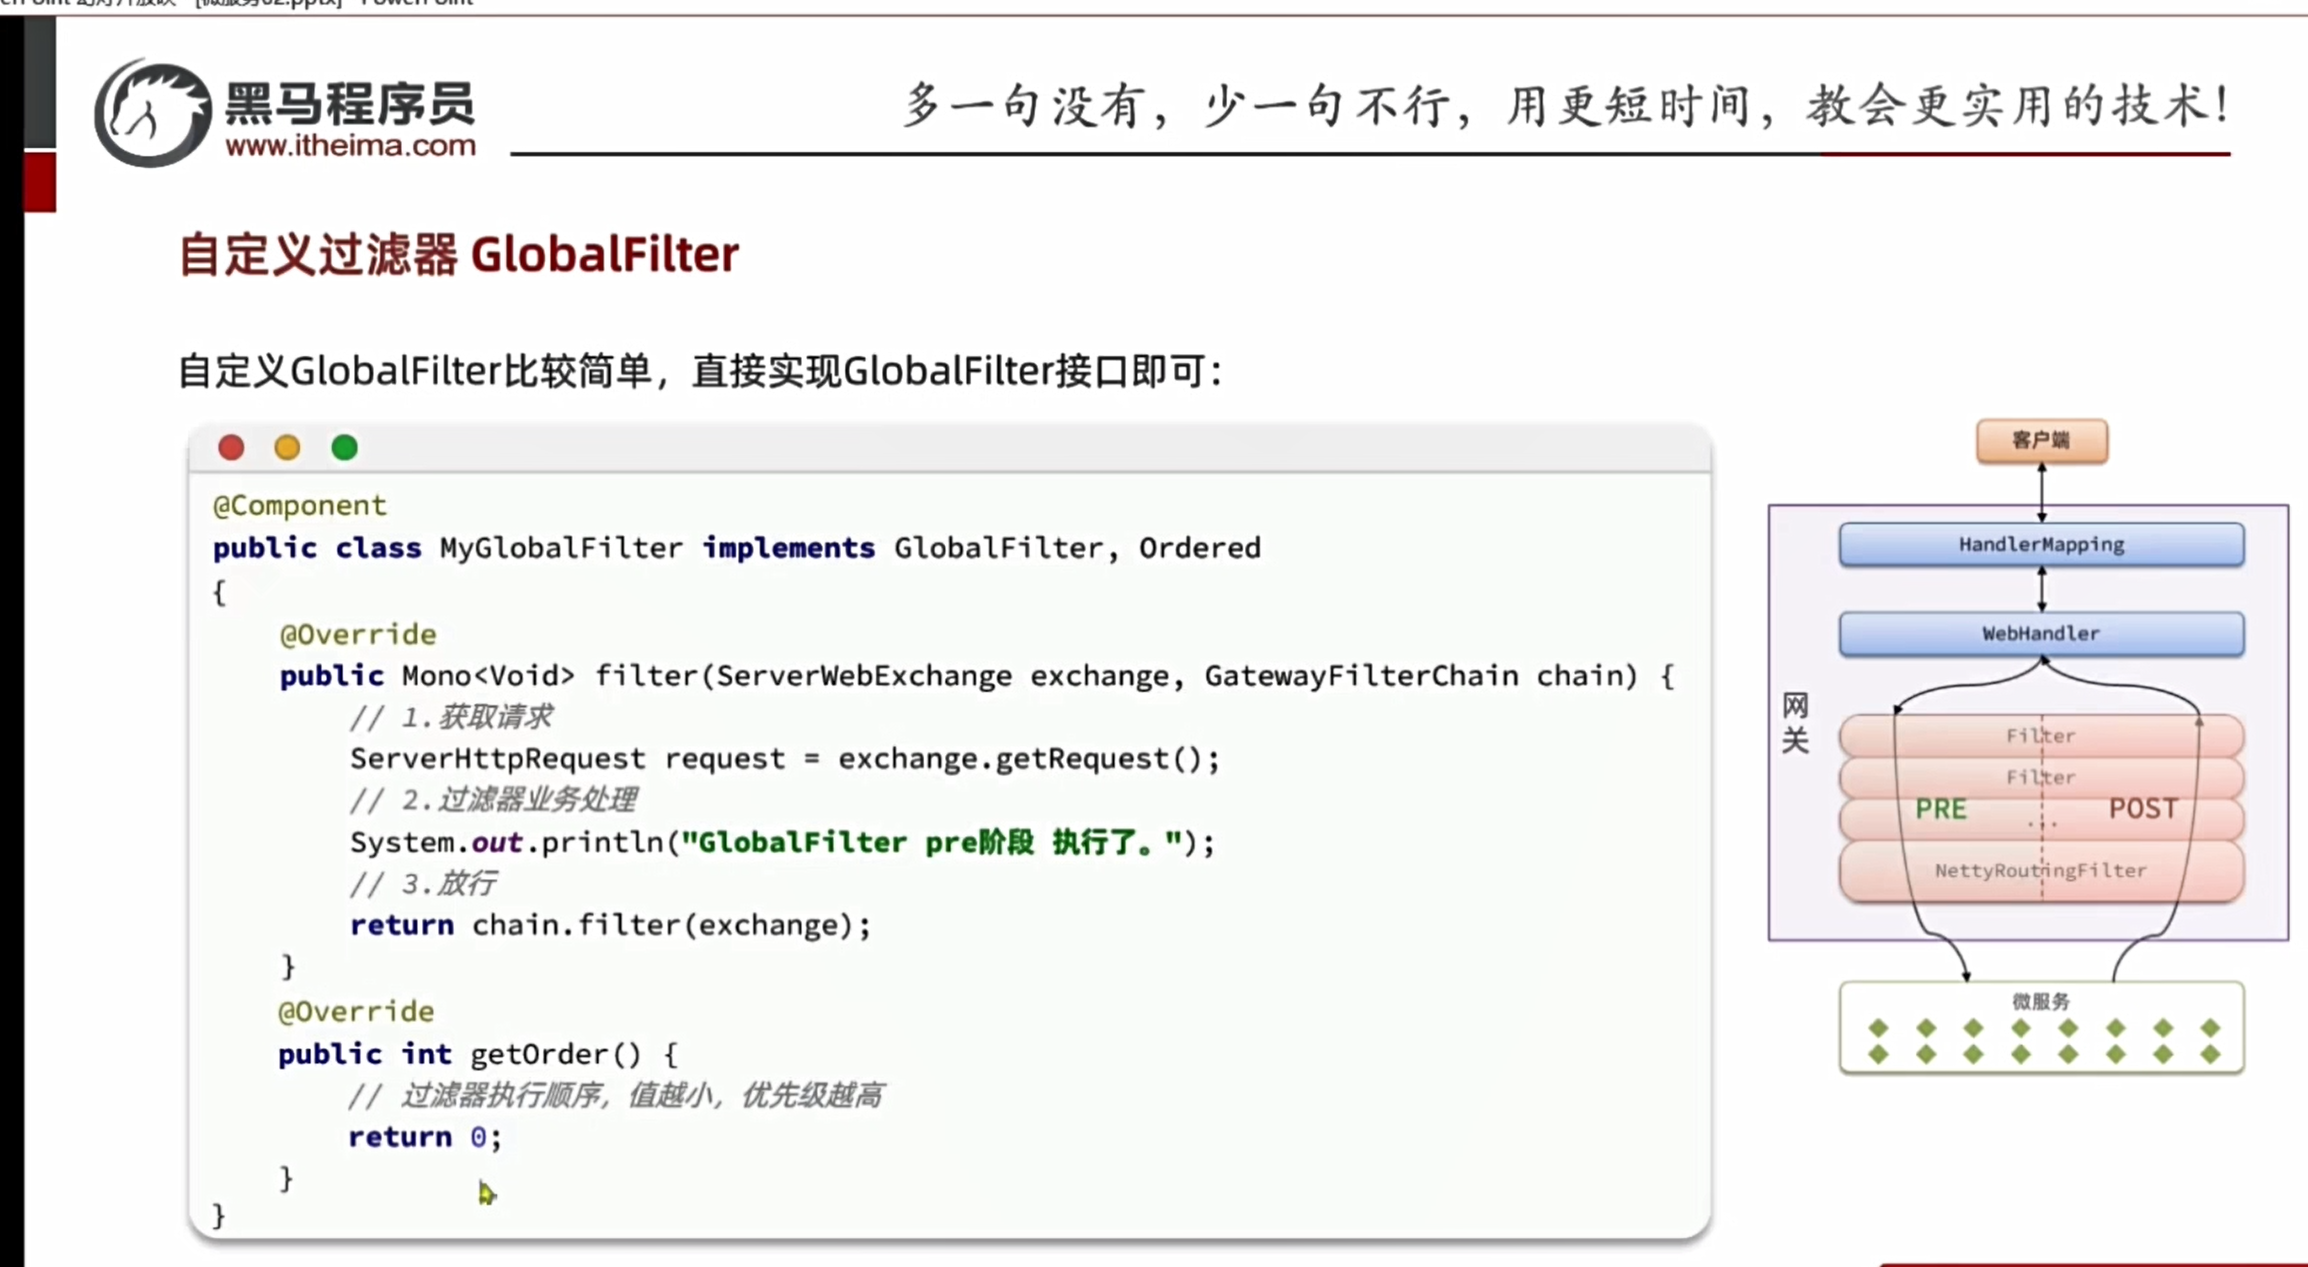 [微服务02.pptx] - PowerPoint
黑马程序员
www.itheima.com
多一句没有，少一句不行，用更短时间，教会更实用的技术！
自定义过滤器 GlobalFilter
自定义GlobalFilter比较简单，直接实现GlobalFilter接口即可：
@Component
public class MyGlobalFilter implements GlobalFilter, Ordered
{
@Override
public Mono<Void> filter(ServerWebExchange exchange, GatewayFilterChain chain) {
// 1.获取请求
ServerHttpRequest request = exchange.getRequest();
// 2.过滤器业务处理
System.out.println("GlobalFilter pre阶段 执行了。");
// 3.放行
return chain.filter(exchange);
}
@Override
public int getOrder() {
// 过滤器执行顺序，值越小，优先级越高
return 0;
}
}
客户端
HandlerMapping
WebHandler
网关
Filter
Filter
PRE
...
POST
NettyRoutingFilter
微服务